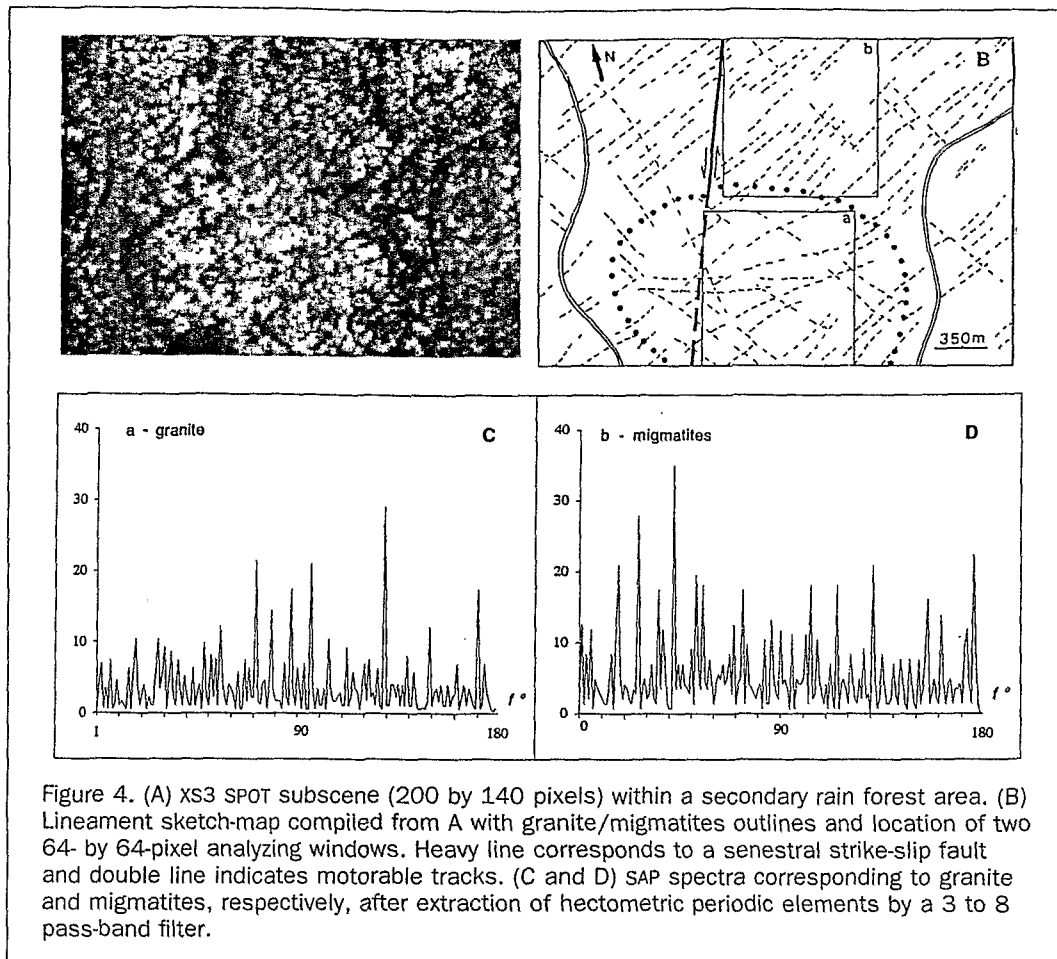 A
N
b
B
a
350m
40
a - granite
C
30
20
10
0
1
90
180
f°
40
b - migmatites
D
30
20
10
0
0
90
180
f°
Figure 4. (A) XS3 SPOT subscene (200 by 140 pixels) within a secondary rain forest area. (B)
Lineament sketch-map compiled from A with granite/migmatites outlines and location of two
64- by 64-pixel analyzing windows. Heavy line corresponds to a senestral strike-slip fault
and double line indicates motorable tracks. (C and D) SAP spectra corresponding to granite
and migmatites, respectively, after extraction of hectometric periodic elements by a 3 to 8
pass-band filter.